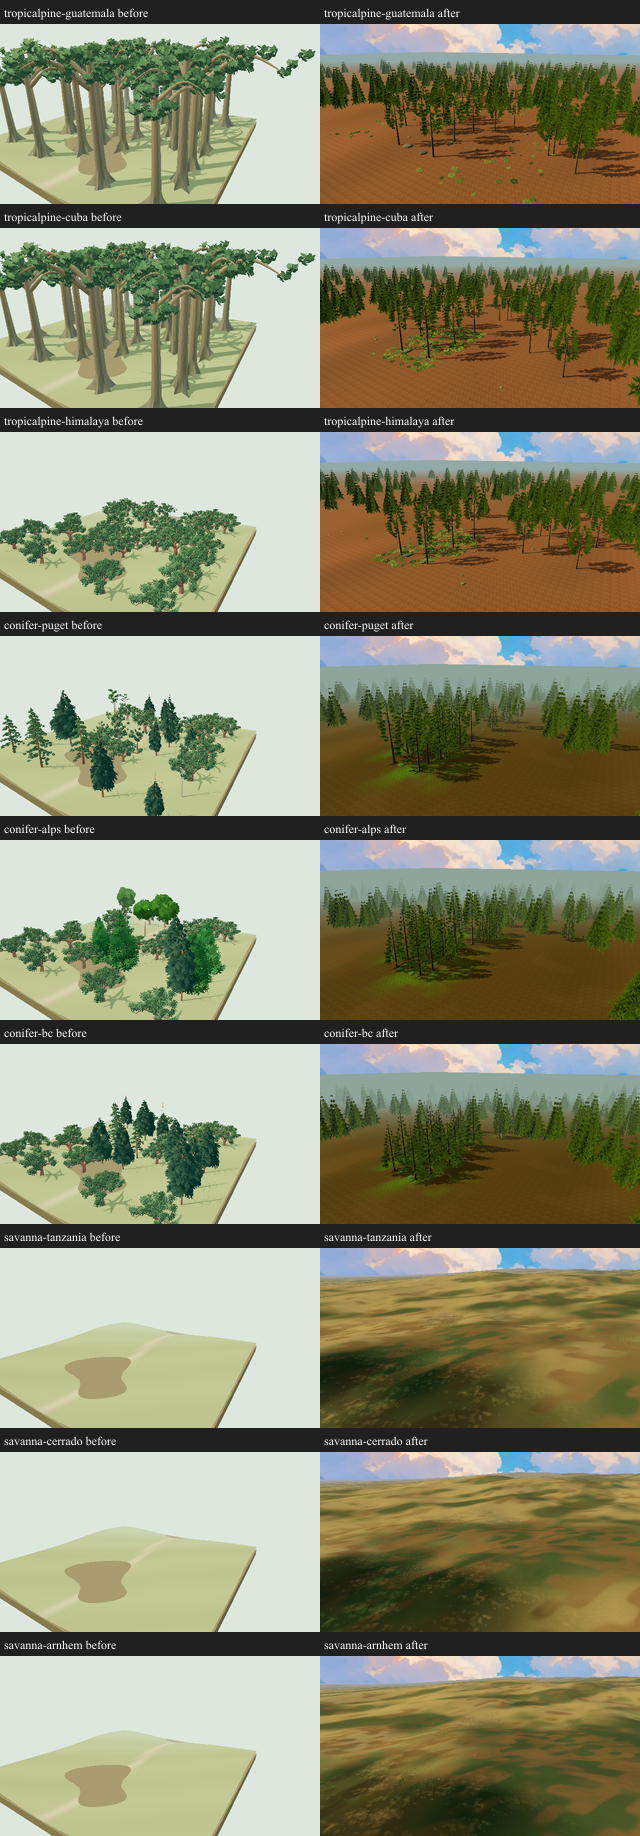 tropicalpine-guatemala before
tropicalpine-guatemala after
tropicalpine-cuba before
tropicalpine-cuba after
tropicalpine-himalaya before
tropicalpine-himalaya after
conifer-puget before
conifer-puget after
conifer-alps before
conifer-alps after
conifer-bc before
conifer-bc after
savanna-tanzania before
savanna-tanzania after
savanna-cerrado before
savanna-cerrado after
savanna-arnhem before
savanna-arnhem after